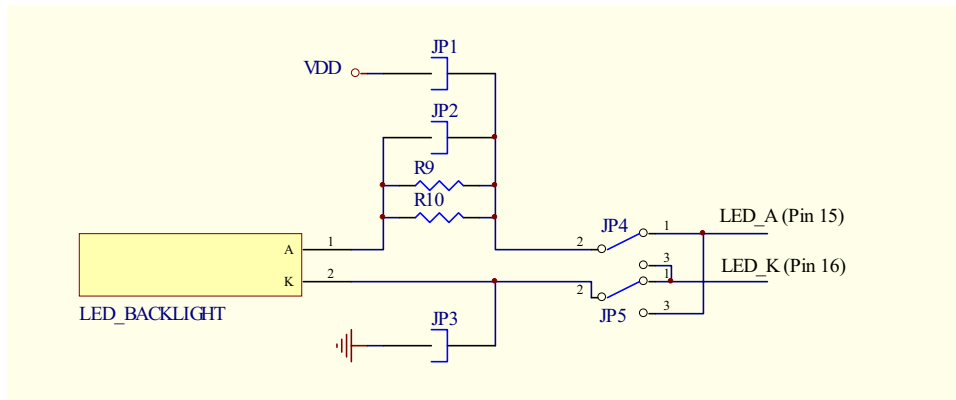 JP1
VDD
JP2
R9
R10
LED_A (Pin 15)
JP4
1
2
A
1
3
LED_K (Pin 16)
K
2
1
2
LED_BACKLIGHT
JP3
JP5
3